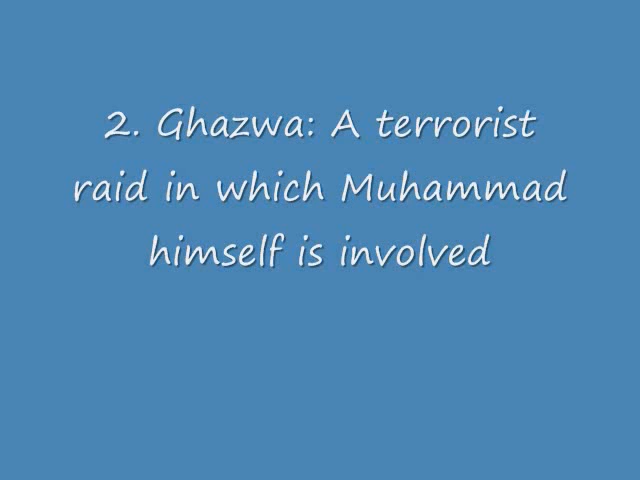 2. Ghazwa: A terrorist
raid in which Muhammad
himself is involved